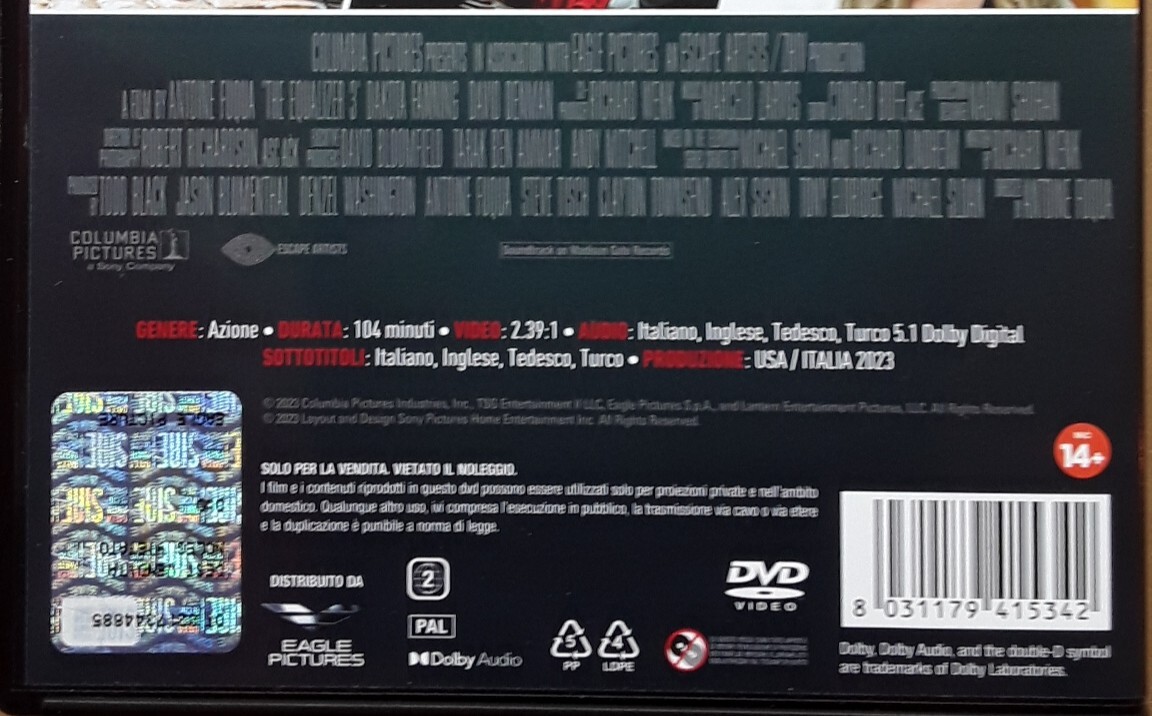 COLUMBIA PICTURES PRESENTS IN ASSOCIATION WITH EAGLE PICTURES AN ESCAPE ARTISTS / ZHIV PRODUCTION
A FILM BY ANTOINE FUQUA "THE EQUALIZER 3" DAKOTA FANNING DAVID DENMAN RICHARD WENK MARCELO ZARVOS
ROBERT RICHARDSON, ASC AIC DAVID BLOOMFIELD TARAK BEN AMMAR ANDY MITCHELL MICHAEL SLOAN AND RICHARD LINDHEIM RICHARD WENK
TODD BLACK JASON BLUMENTHAL DENZEL WASHINGTON ANTOINE FUQUA STEVE TISCH CLAYTON TOWNSEND ALEX SISKIN TONY ELDRIDGE MICHAEL SLOAN ANTOINE FUQUA
COLUMBIA
PICTURES
a Sony Company
ESCAPE ARTISTS
Soundtrack on Madison Gate Records
GENERE: Azione • DURATA: 104 minuti • VIDEO: 2.39:1 • AUDIO: Italiano, Inglese, Tedesco, Turco 5.1 Dolby Digital
SOTTOTITOLI: Italiano, Inglese, Tedesco, Turco • PRODUZIONE: USA / ITALIA 2023
© 2023 Columbia Pictures Industries, Inc., TSG Entertainment II LLC, Eagle Pictures S.p.A., and Lantern Entertainment Pictures, LLC. All Rights Reserved.
© 2023 Layout and Design Sony Pictures Home Entertainment Inc. All Rights Reserved.
14+
SOLO PER LA VENDITA. VIETATO IL NOLEGGIO.
I film e i contenuti riprodotti in questo dvd possono essere utilizzati solo per proiezioni private e nell'ambito
domestico. Qualunque altro uso, ivi compresa l'esecuzione in pubblico, la trasmissione via cavo o via etere
e la duplicazione è punibile a norma di legge.
EAGLE PICTURE
SIAE
DISTRIBUITO DA
EAGLE
PICTURES
2
PAL
Dolby Audio
5
PP
4
LDPE
DVD
VIDEO
8 031179 415342
Dolby, Dolby Audio, and the double-D symbol
are trademarks of Dolby Laboratories.